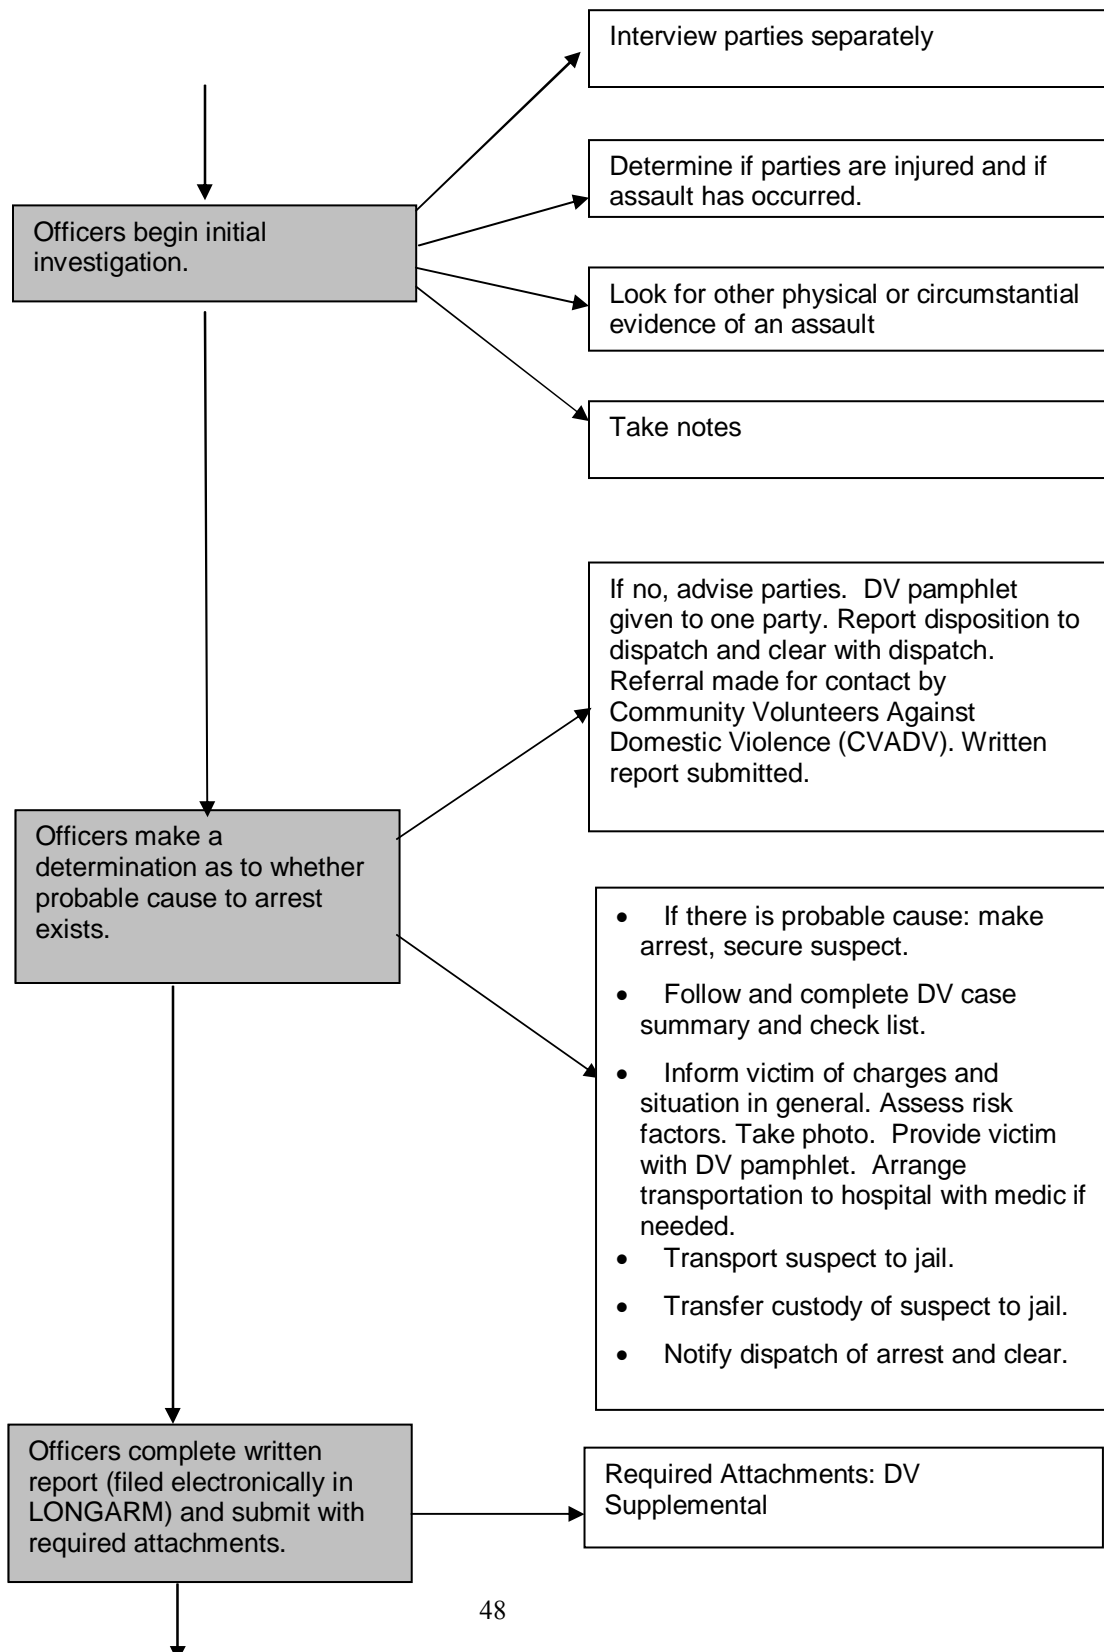 Interview parties separately
Determine if parties are injured and if
assault has occurred.
Officers begin initial
investigation.
Look for other physical or circumstantial
evidence of an assault
Take notes
If no, advise parties.  DV pamphlet
given to one party. Report disposition to
dispatch and clear with dispatch.
Referral made for contact by
Community Volunteers Against
Domestic Violence (CVADV). Written
report submitted.
Officers make a
determination as to whether
probable cause to arrest
exists.
• If there is probable cause: make
arrest, secure suspect.
• Follow and complete DV case
summary and check list.
• Inform victim of charges and
situation in general. Assess risk
factors. Take photo.  Provide victim
with DV pamphlet.  Arrange
transportation to hospital with medic if
needed.
• Transport suspect to jail.
• Transfer custody of suspect to jail.
• Notify dispatch of arrest and clear.
Officers complete written
report (filed electronically in
LONGARM) and submit with
required attachments.
Required Attachments: DV
Supplemental
48